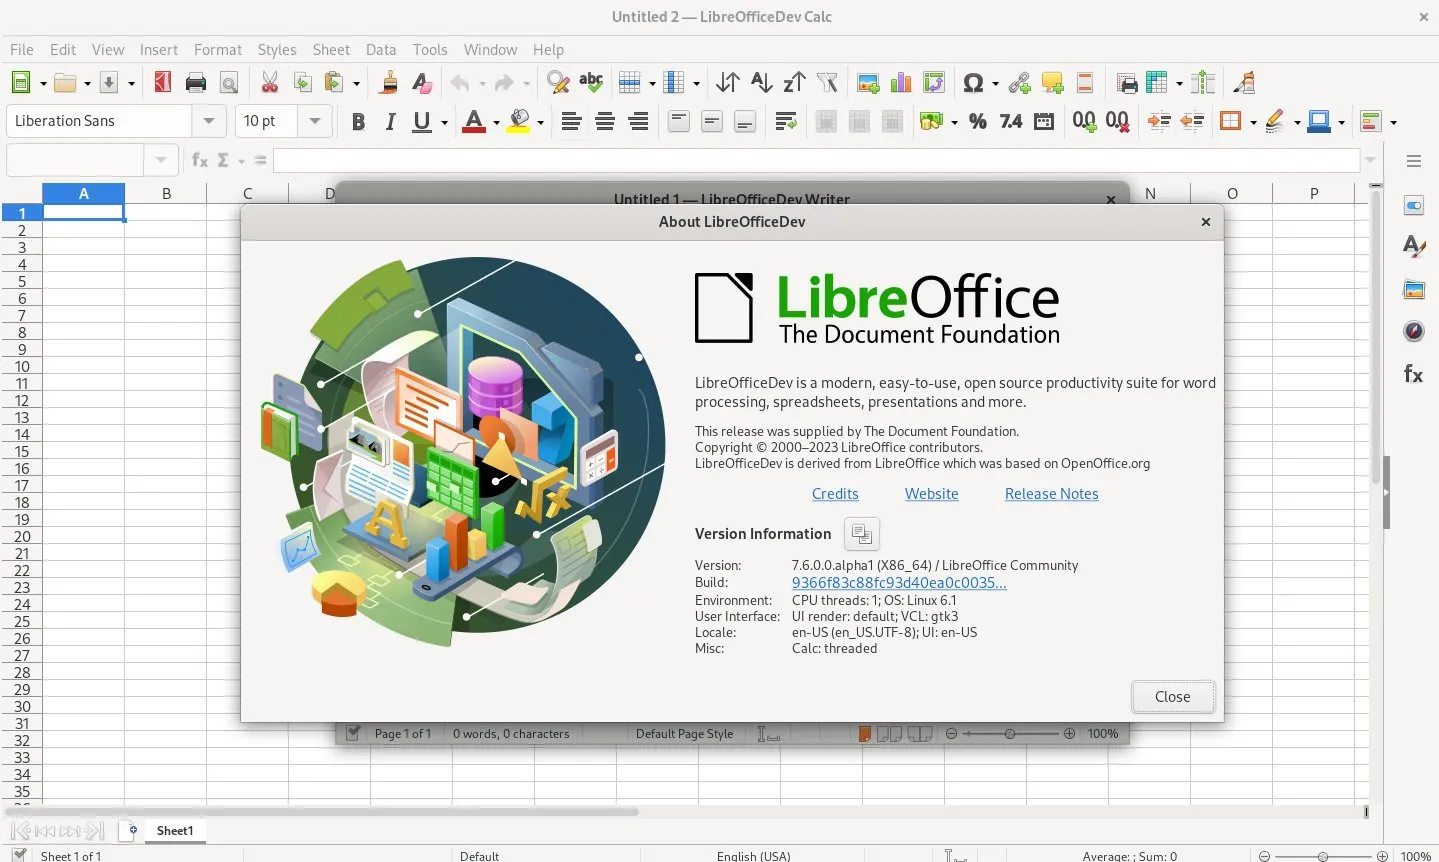 Untitled 2 — LibreOfficeDev Calc
File Edit View Insert Format Styles Sheet Data Tools Window Help
Liberation Sans 10 pt B I U A % 7.4 0.0 0.0
fx Σ =
A B C D N O P
Untitled 1 — LibreOfficeDev Writer
About LibreOfficeDev
LibreOffice
The Document Foundation
LibreOfficeDev is a modern, easy-to-use, open source productivity suite for word
processing, spreadsheets, presentations and more.
This release was supplied by The Document Foundation.
Copyright © 2000–2023 LibreOffice contributors.
LibreOfficeDev is derived from LibreOffice which was based on OpenOffice.org
Credits Website Release Notes
Version Information
Version: 7.6.0.0.alpha1 (X86_64) / LibreOffice Community
Build: 9366f83c88fc93d40ea0c0035...
Environment: CPU threads: 1; OS: Linux 6.1
User Interface: UI render: default; VCL: gtk3
Locale: en-US (en_US.UTF-8); UI: en-US
Misc: Calc: threaded
Close
1
2
3
4
5
6
7
8
9
10
11
12
13
14
15
16
17
18
19
20
21
22
23
24
25
26
27
28
29
30
31
32
33
34
35
Page 1 of 1 0 words, 0 characters Default Page Style 100%
Sheet1
Sheet 1 of 1 Default English (USA) Average: ; Sum: 0 100%